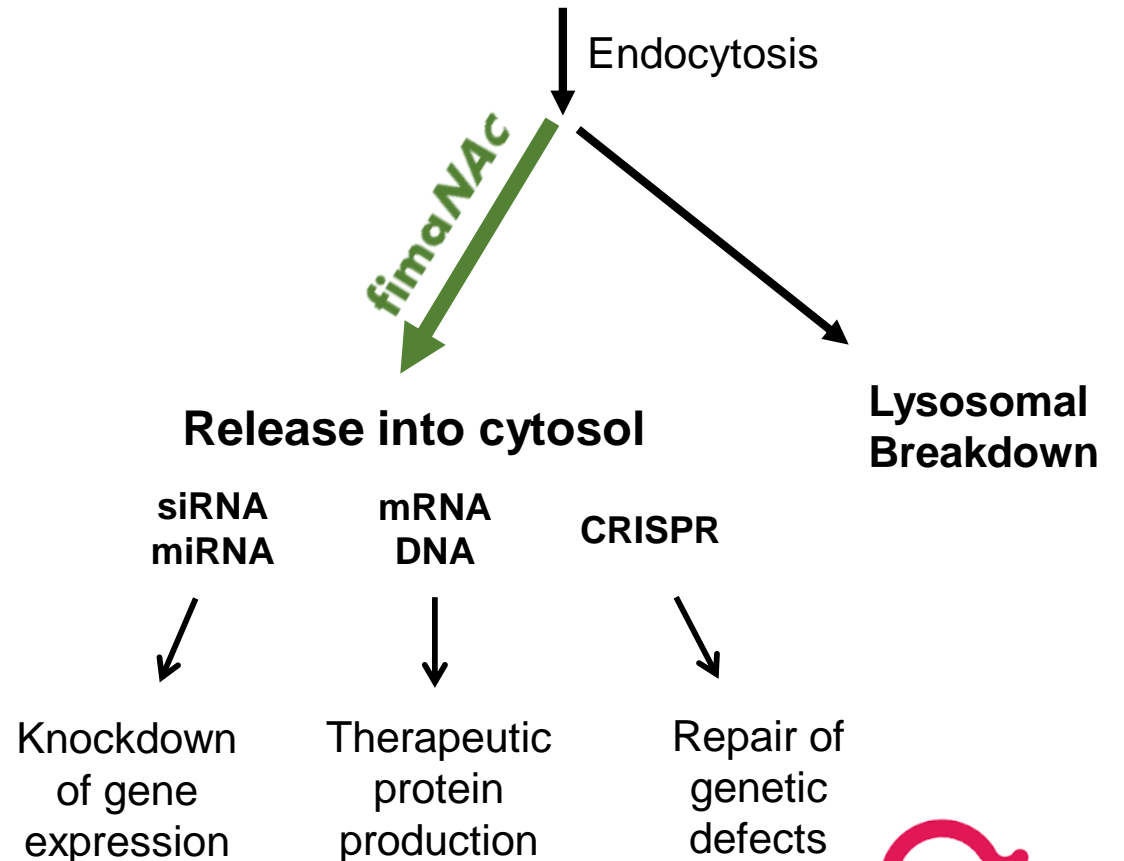 Endocytosis
fimaNAc
Release into cytosol
Lysosomal
Breakdown
siRNA
miRNA
mRNA
DNA
CRISPR
Knockdown
of gene
expression
Therapeutic
protein
production
Repair of
genetic
defects